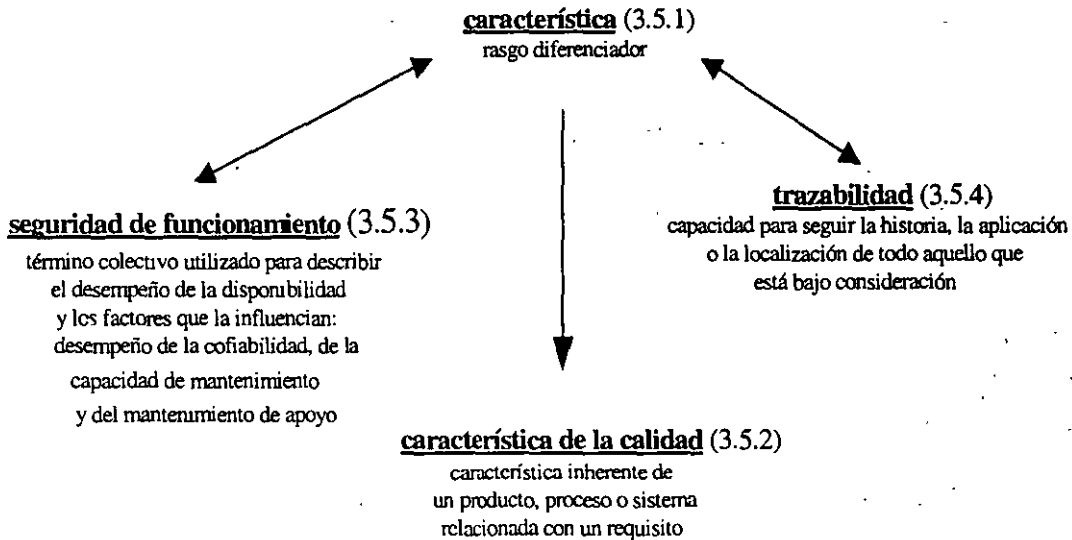 característica (3.5.1)
rasgo diferenciador
seguridad de funcionamiento (3.5.3)
término colectivo utilizado para describir
el desempeño de la disponibilidad
y los factores que la influencian:
desempeño de la cofiabilidad, de la
capacidad de mantenimiento
y del mantenimiento de apoyo
trazabilidad (3.5.4)
capacidad para seguir la historia, la aplicación
o la localización de todo aquello que
está bajo consideración
característica de la calidad (3.5.2)
característica inherente de
un producto, proceso o sistema
relacionada con un requisito